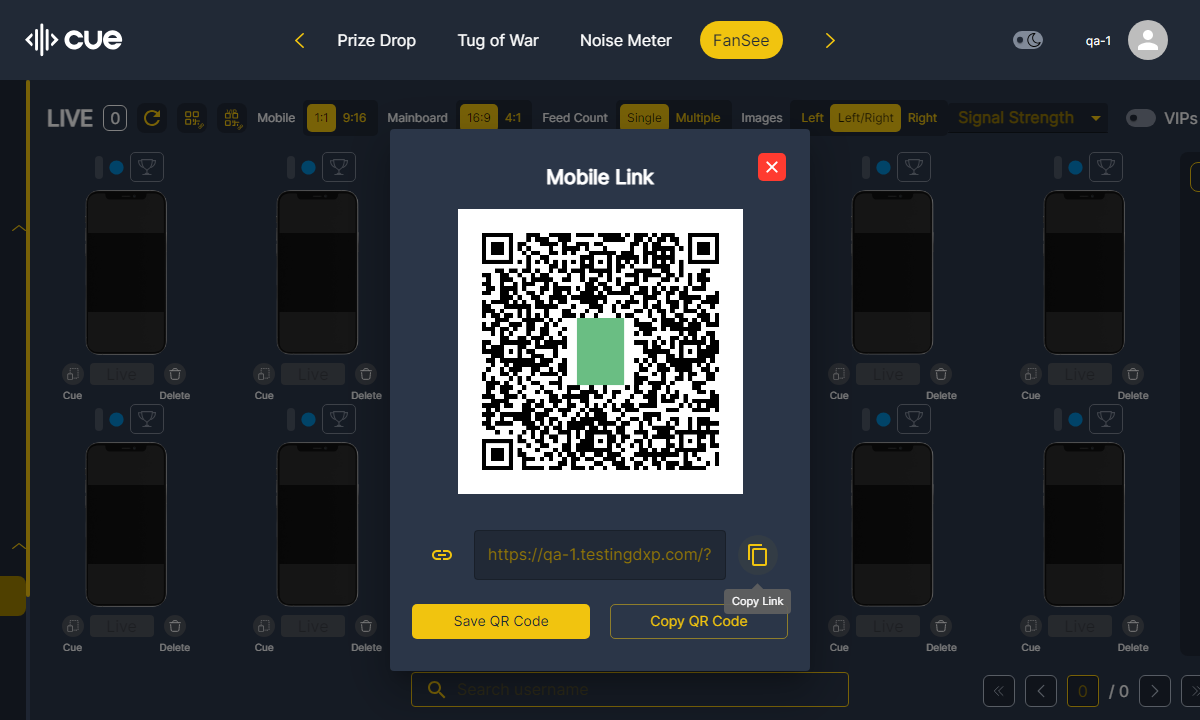 cue
Prize Drop
Tug of War
Noise Meter
FanSee
qa-1
LIVE 0
Mobile 1:1 9:16
Mainboard 16:9 4:1
Feed Count Single Multiple
Images Left Left/Right Right
Signal Strength
VIPs
Mobile Link
Live Live Live Live
Cue Delete Cue Delete Cue Delete Cue Delete
https://qa-1.testingdxp.com/?
Copy Link
Save QR Code
Copy QR Code
Live Live Live Live
Cue Delete Cue Delete Cue Delete Cue Delete
Search username
0 / 0